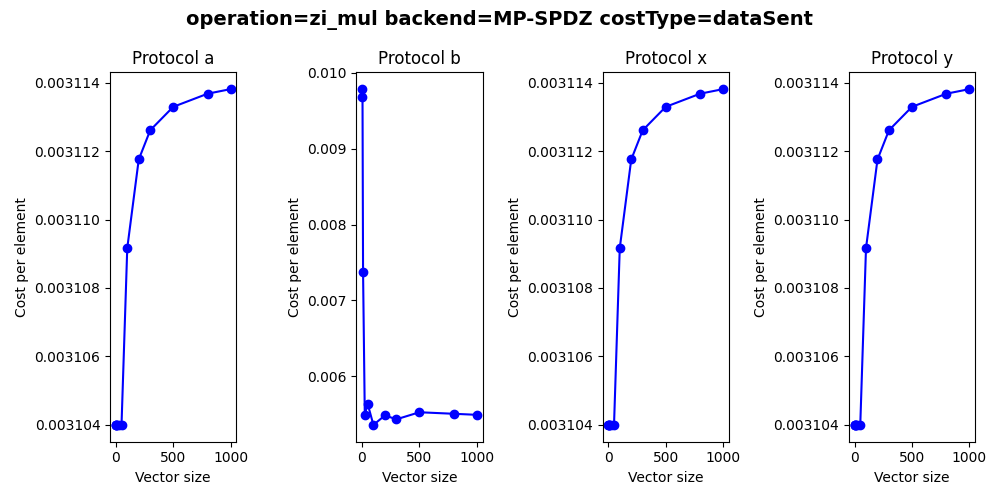 operation=zi_mul backend=MP-SPDZ costType=dataSent
Protocol a
Cost per element
0.003114
0.003112
0.003110
0.003108
0.003106
0.003104
0 500 1000
Vector size
Protocol b
Cost per element
0.010
0.009
0.008
0.007
0.006
0 500 1000
Vector size
Protocol x
Cost per element
0.003114
0.003112
0.003110
0.003108
0.003106
0.003104
0 500 1000
Vector size
Protocol y
Cost per element
0.003114
0.003112
0.003110
0.003108
0.003106
0.003104
0 500 1000
Vector size